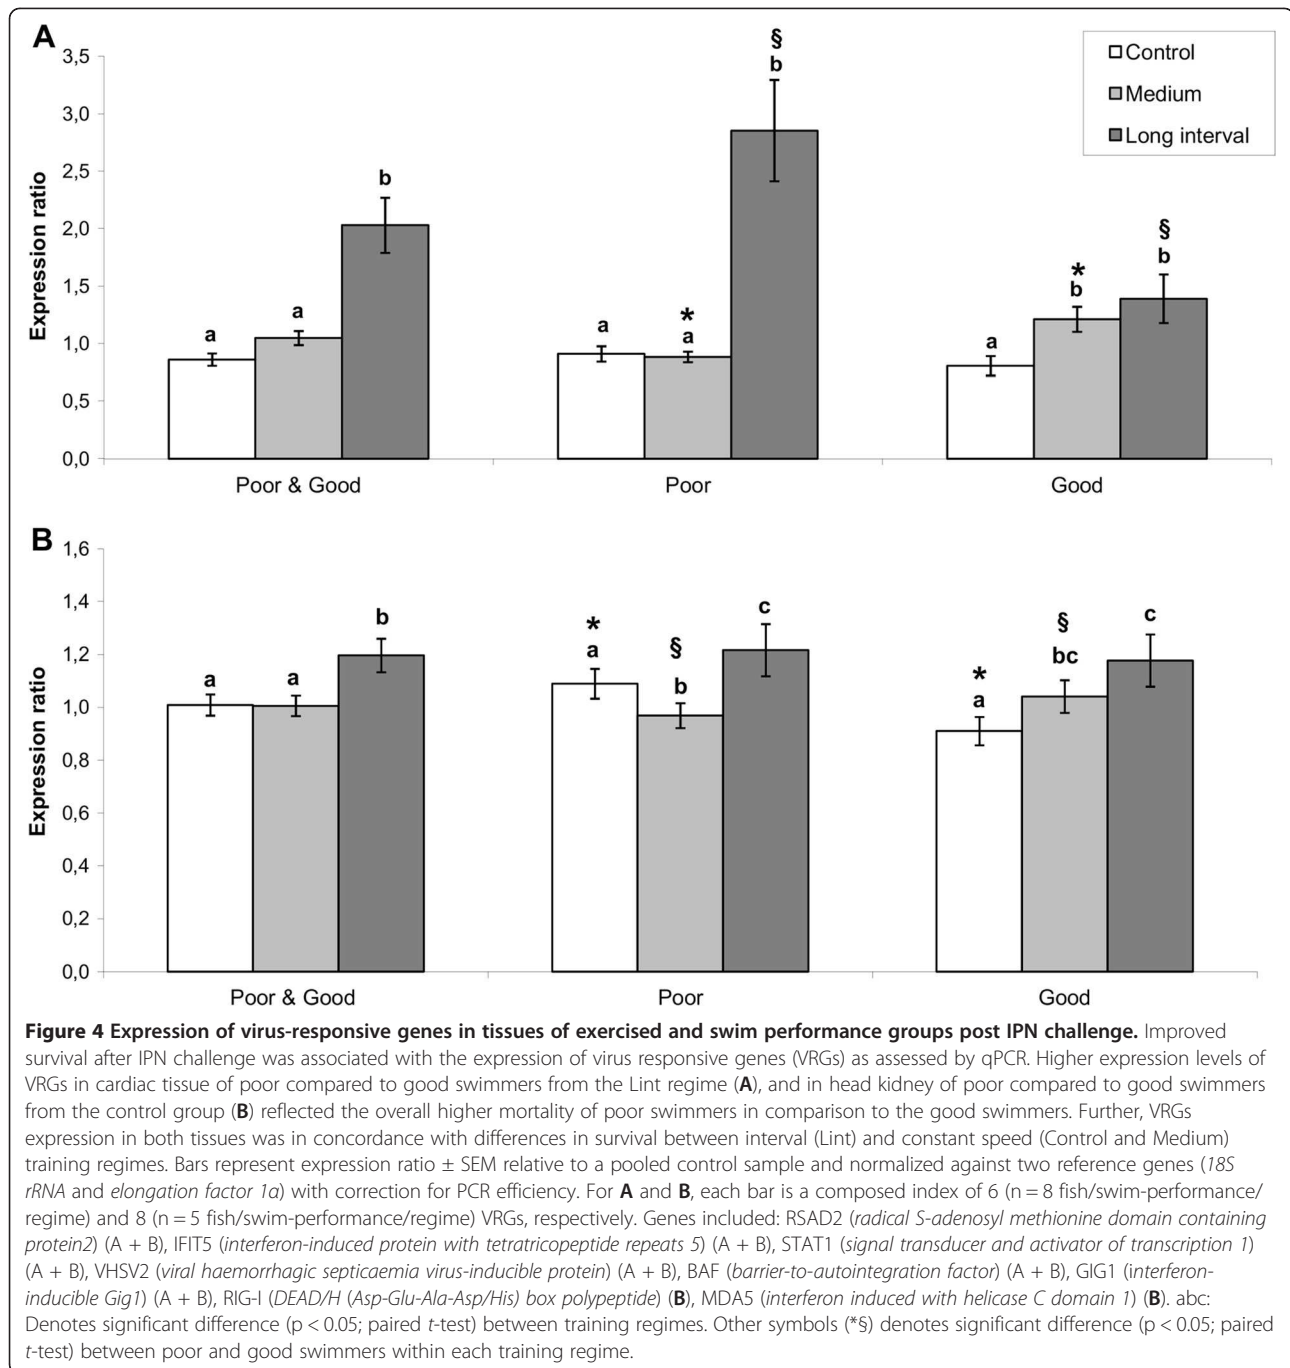 A
3,5
3,0
2,5
2,0
1,5
1,0
0,5
0,0
Expression ratio
Control
Medium
Long interval
a
a
b
a
*
a
§
b
a
*
b
§
b
Poor & Good
Poor
Good
B
1,6
1,4
1,2
1,0
0,8
0,6
0,4
0,2
0,0
Expression ratio
a
a
b
*
a
§
b
c
*
a
§
bc
c
Poor & Good
Poor
Good
Figure 4 Expression of virus-responsive genes in tissues of exercised and swim performance groups post IPN challenge. Improved
survival after IPN challenge was associated with the expression of virus responsive genes (VRGs) as assessed by qPCR. Higher expression levels of
VRGs in cardiac tissue of poor compared to good swimmers from the Lint regime (A), and in head kidney of poor compared to good swimmers
from the control group (B) reflected the overall higher mortality of poor swimmers in comparison to the good swimmers. Further, VRGs
expression in both tissues was in concordance with differences in survival between interval (Lint) and constant speed (Control and Medium)
training regimes. Bars represent expression ratio ± SEM relative to a pooled control sample and normalized against two reference genes (18S
rRNA and elongation factor 1α) with correction for PCR efficiency. For A and B, each bar is a composed index of 6 (n = 8 fish/swim-performance/
regime) and 8 (n = 5 fish/swim-performance/regime) VRGs, respectively. Genes included: RSAD2 (radical S-adenosyl methionine domain containing
protein2) (A + B), IFIT5 (interferon-induced protein with tetratricopeptide repeats 5) (A + B), STAT1 (signal transducer and activator of transcription 1)
(A + B), VHSV2 (viral haemorrhagic septicaemia virus-inducible protein) (A + B), BAF (barrier-to-autointegration factor) (A + B), GIG1 (interferon-
inducible Gig1) (A + B), RIG-I (DEAD/H (Asp-Glu-Ala-Asp/His) box polypeptide) (B), MDA5 (interferon induced with helicase C domain 1) (B). abc:
Denotes significant difference (p < 0.05; paired t-test) between training regimes. Other symbols (*§) denotes significant difference (p < 0.05; paired
t-test) between poor and good swimmers within each training regime.